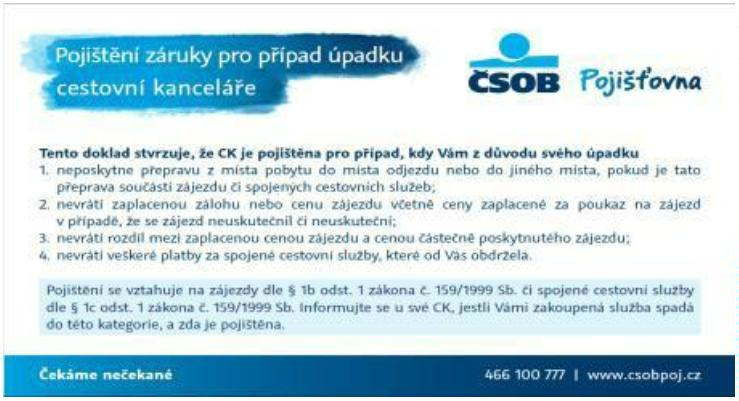 Pojištění záruky pro případ úpadku
cestovní kanceláře
ČSOB Pojišťovna
Tento doklad stvrzuje, že CK je pojištěna pro případ, kdy Vám z důvodu svého úpadku
1. neposkytne přepravu z místa pobytu do místa odjezdu nebo do jiného místa, pokud je tato
přeprava součástí zájezdu či spojených cestovních služeb;
2. nevrátí zaplacenou zálohu nebo cenu zájezdu včetně ceny zaplacené za poukaz na zájezd
v případě, že se zájezd neuskutečnil či neuskuteční;
3. nevrátí rozdíl mezi zaplacenou cenou zájezdu a cenou částečně poskytnutého zájezdu;
4. nevrátí veškeré platby za spojené cestovní služby, které od Vás obdržela.
Pojištění se vztahuje na zájezdy dle § 1b odst. 1 zákona č. 159/1999 Sb. či spojené cestovní služby
dle § 1c odst. 1 zákona č. 159/1999 Sb. Informujte se u své CK, jestli Vámi zakoupená služba spadá
do této kategorie, a zda je pojištěna.
Čekáme nečekané
466 100 777 | www.csobpoj.cz